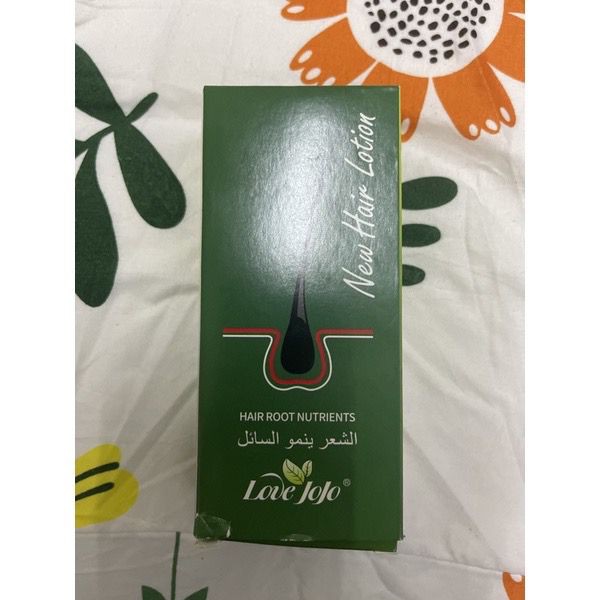 New Hair Lotion
HAIR ROOT NUTRIENTS
الشعر ينمو السائل
Love JoJo®